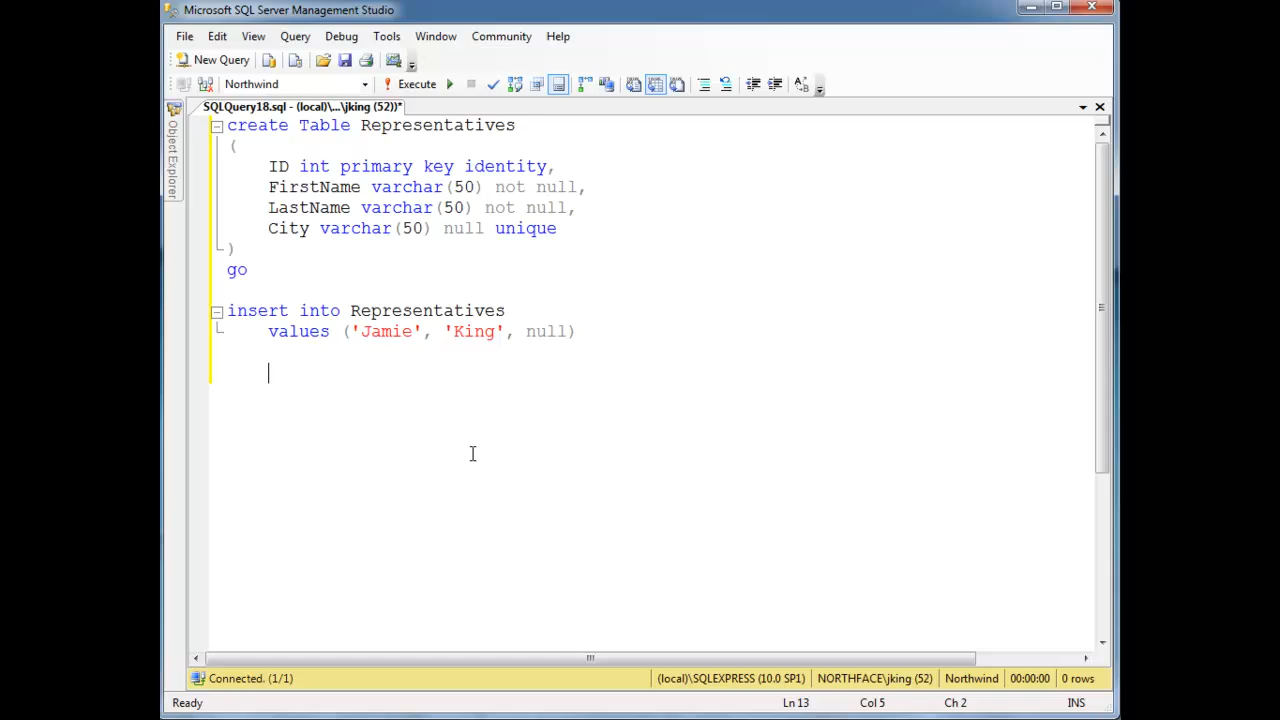 Microsoft SQL Server Management Studio
File Edit View Query Debug Tools Window Community Help
New Query
Northwind Execute
SQLQuery18.sql - (local)\...\jking (52))*
Object Explorer
create Table Representatives
(
ID int primary key identity,
FirstName varchar(50) not null,
LastName varchar(50) not null,
City varchar(50) null unique
)
go
insert into Representatives
values ('Jamie', 'King', null)
Connected. (1/1) (local)\SQLEXPRESS (10.0 SP1) NORTHFACE\jking (52) Northwind 00:00:00 0 rows
Ready Ln 13 Col 5 Ch 2 INS